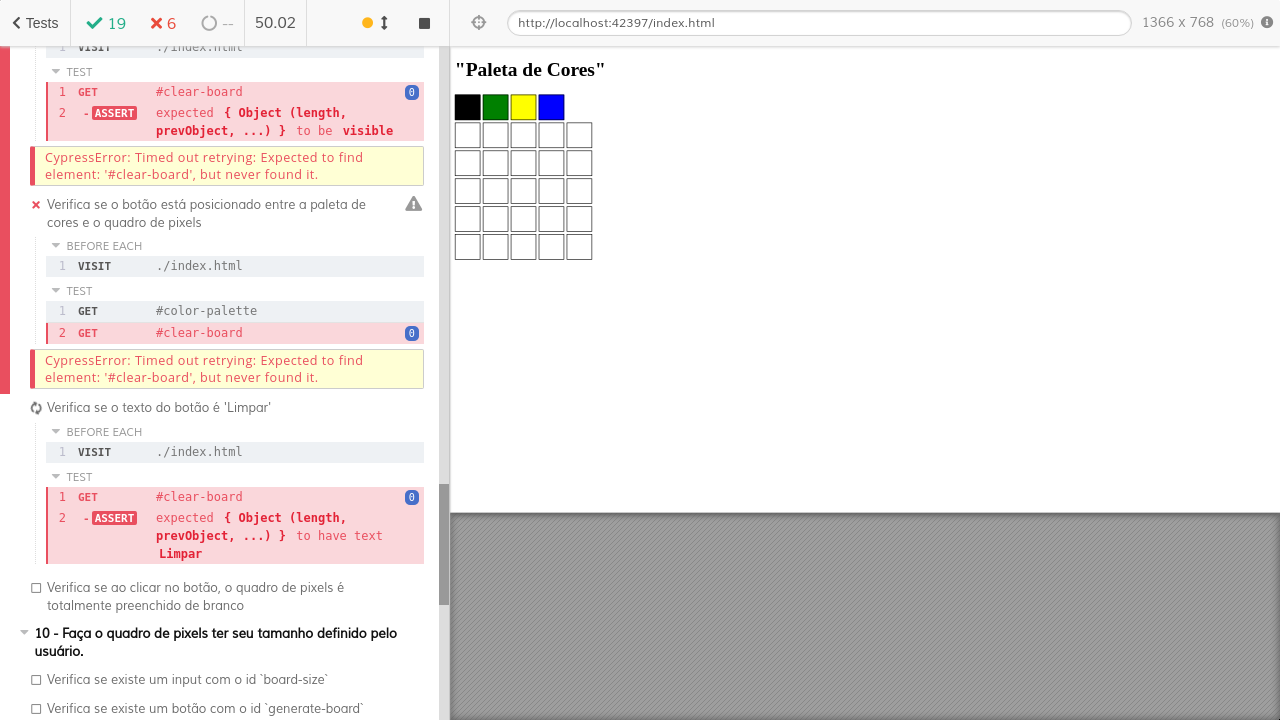 Tests
19
6
--
50.02
http://localhost:42397/index.html
1366 x 768 (60%)
1 VISIT ./index.html
TEST
1 GET #clear-board 0
2 -ASSERT expected { Object (length,
prevObject, ...) } to be visible
CypressError: Timed out retrying: Expected to find
element: '#clear-board', but never found it.
Verifica se o botão está posicionado entre a paleta de
cores e o quadro de pixels
BEFORE EACH
1 VISIT ./index.html
TEST
1 GET #color-palette
2 GET #clear-board 0
CypressError: Timed out retrying: Expected to find
element: '#clear-board', but never found it.
Verifica se o texto do botão é 'Limpar'
BEFORE EACH
1 VISIT ./index.html
TEST
1 GET #clear-board 0
2 -ASSERT expected { Object (length,
prevObject, ...) } to have text
Limpar
Verifica se ao clicar no botão, o quadro de pixels é
totalmente preenchido de branco
10 - Faça o quadro de pixels ter seu tamanho definido pelo
usuário.
Verifica se existe um input com o id `board-size`
Verifica se existe um botão com o id `generate-board`
"Paleta de Cores"